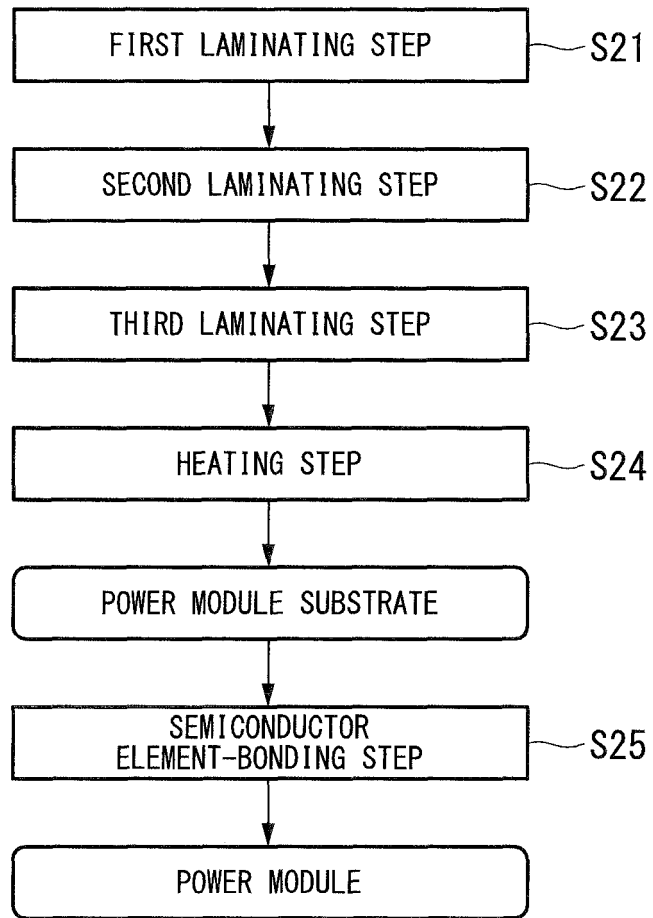 FIRST LAMINATING STEP
S21
SECOND LAMINATING STEP
S22
THIRD LAMINATING STEP
S23
HEATING STEP
S24
POWER MODULE SUBSTRATE
SEMICONDUCTOR
ELEMENT-BONDING STEP
S25
POWER MODULE